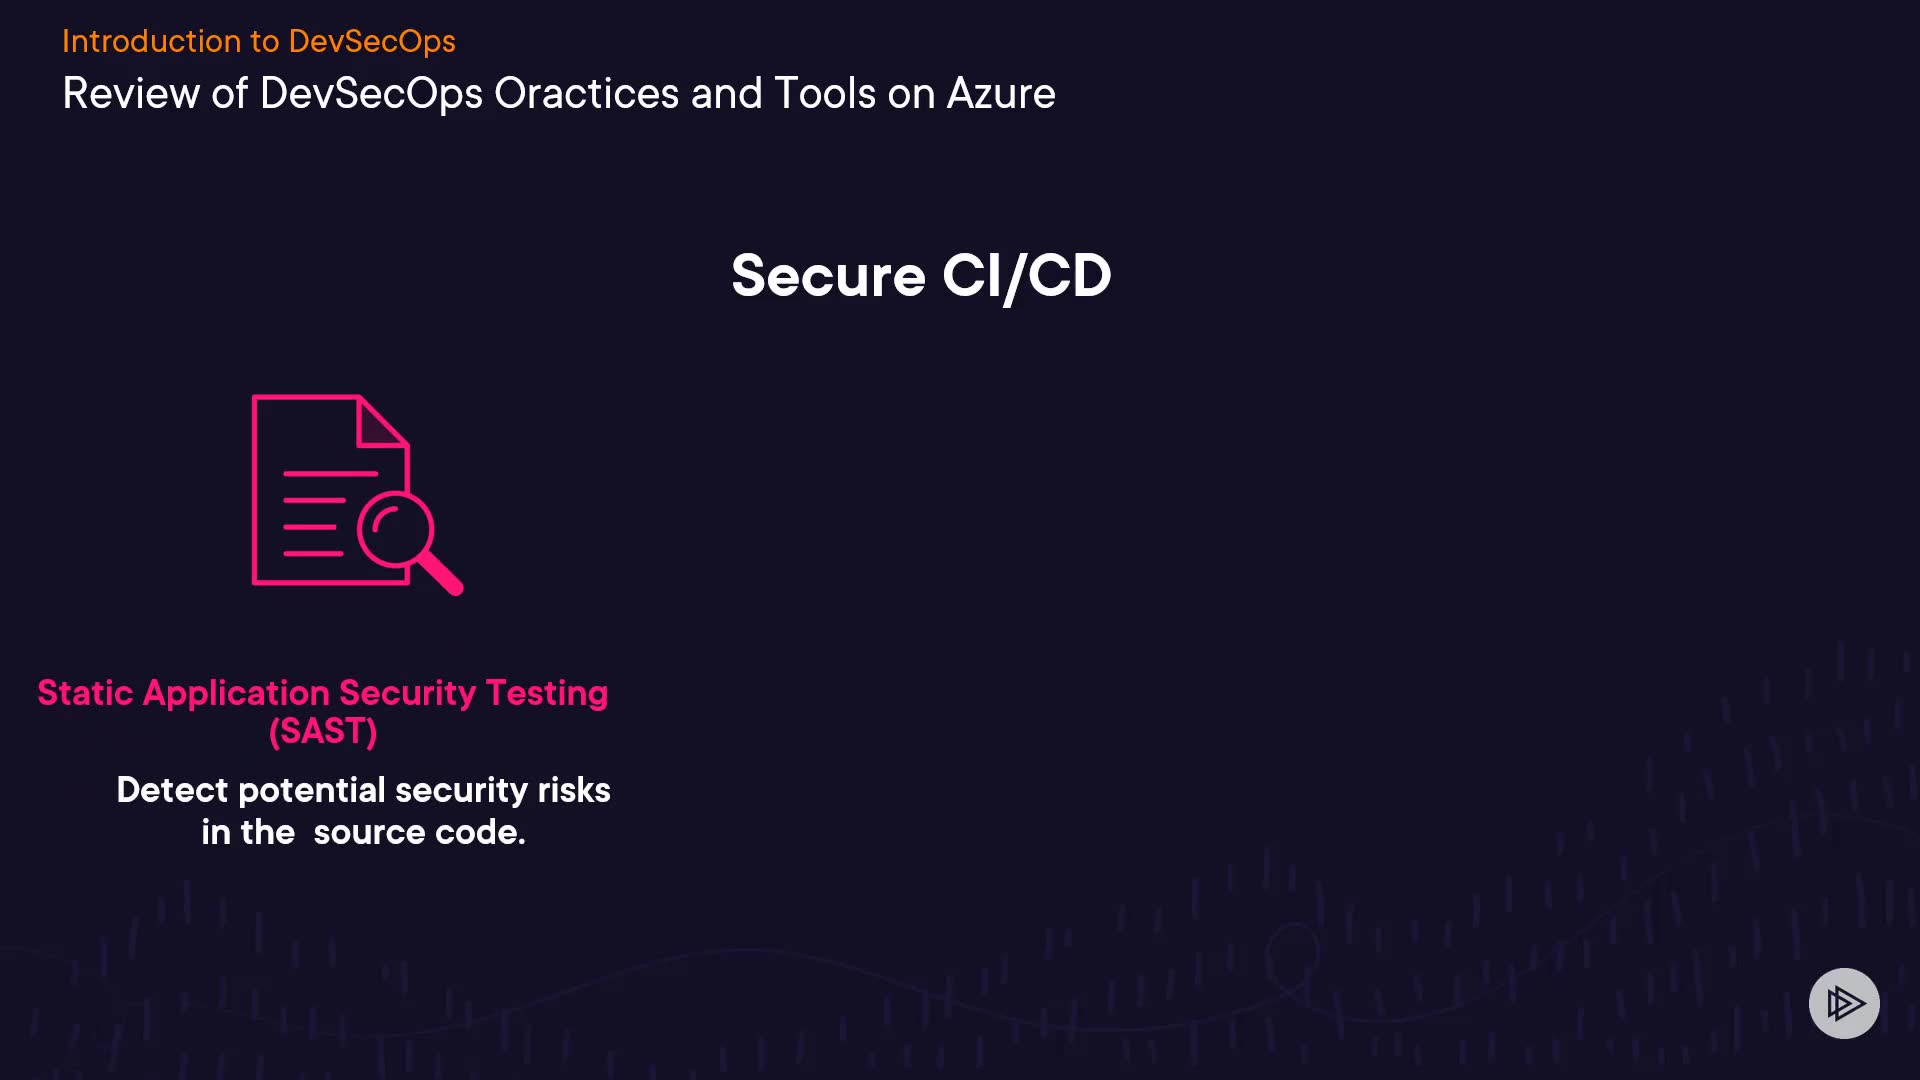 Introduction to DevSecOps
Review of DevSecOps Oractices and Tools on Azure
Secure CI/CD
Static Application Security Testing
(SAST)
Detect potential security risks
in the  source code.